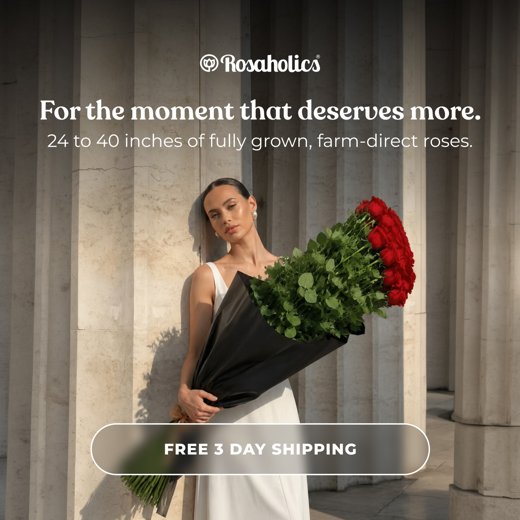 Rosaholics®
For the moment that deserves more.
24 to 40 inches of fully grown, farm-direct roses.
FREE 3 DAY SHIPPING